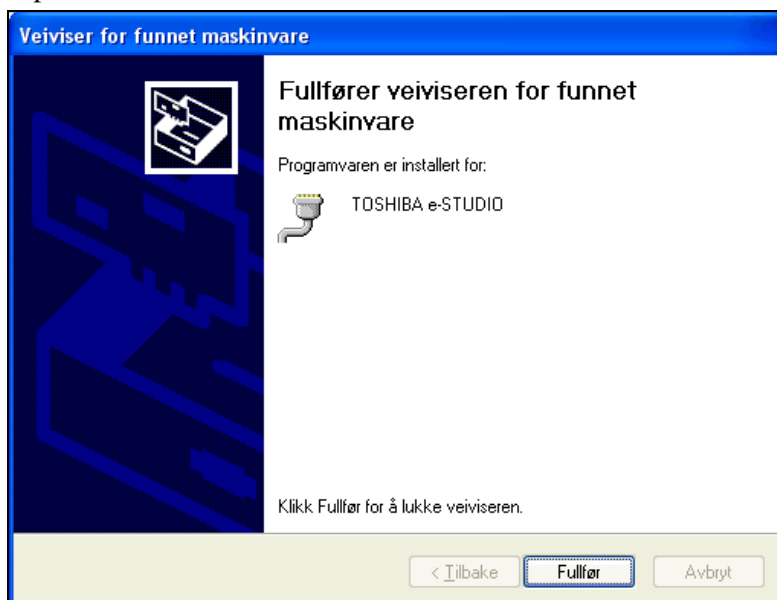 Veiviser for funnet maskinvare
Fullfører veiviseren for funnet
maskinvare
Programvaren er installert for:
TOSHIBA e-STUDIO
Klikk Fullfør for å lukke veiviseren.
< Tilbake
Fullfør
Avbryt